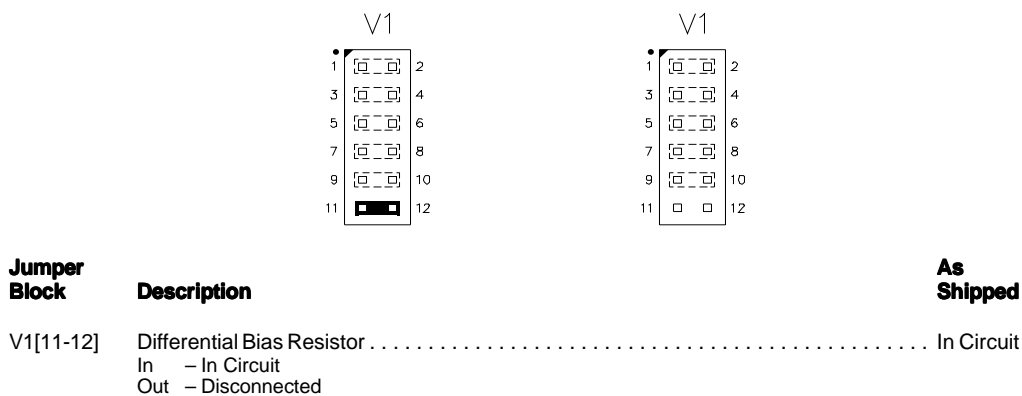 V1 V1
1 2 1 2
3 4 3 4
5 6 5 6
7 8 7 8
9 10 9 10
11 12 11 12
Jumper As
Block Description Shipped
V1[11-12] Differential Bias Resistor . . . . . . . . . . . . . . . . . . . . . . . . . . . . . . . . . . . . . . . . . . . . . . . . In Circuit
In – In Circuit
Out – Disconnected